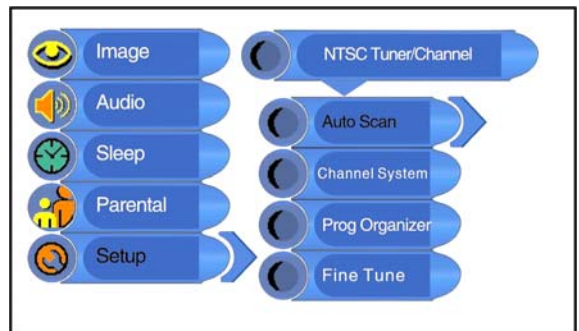 Image
Audio
Sleep
Parental
Setup
NTSC Tuner/Channel
Auto Scan
Channel System
Prog Organizer
Fine Tune